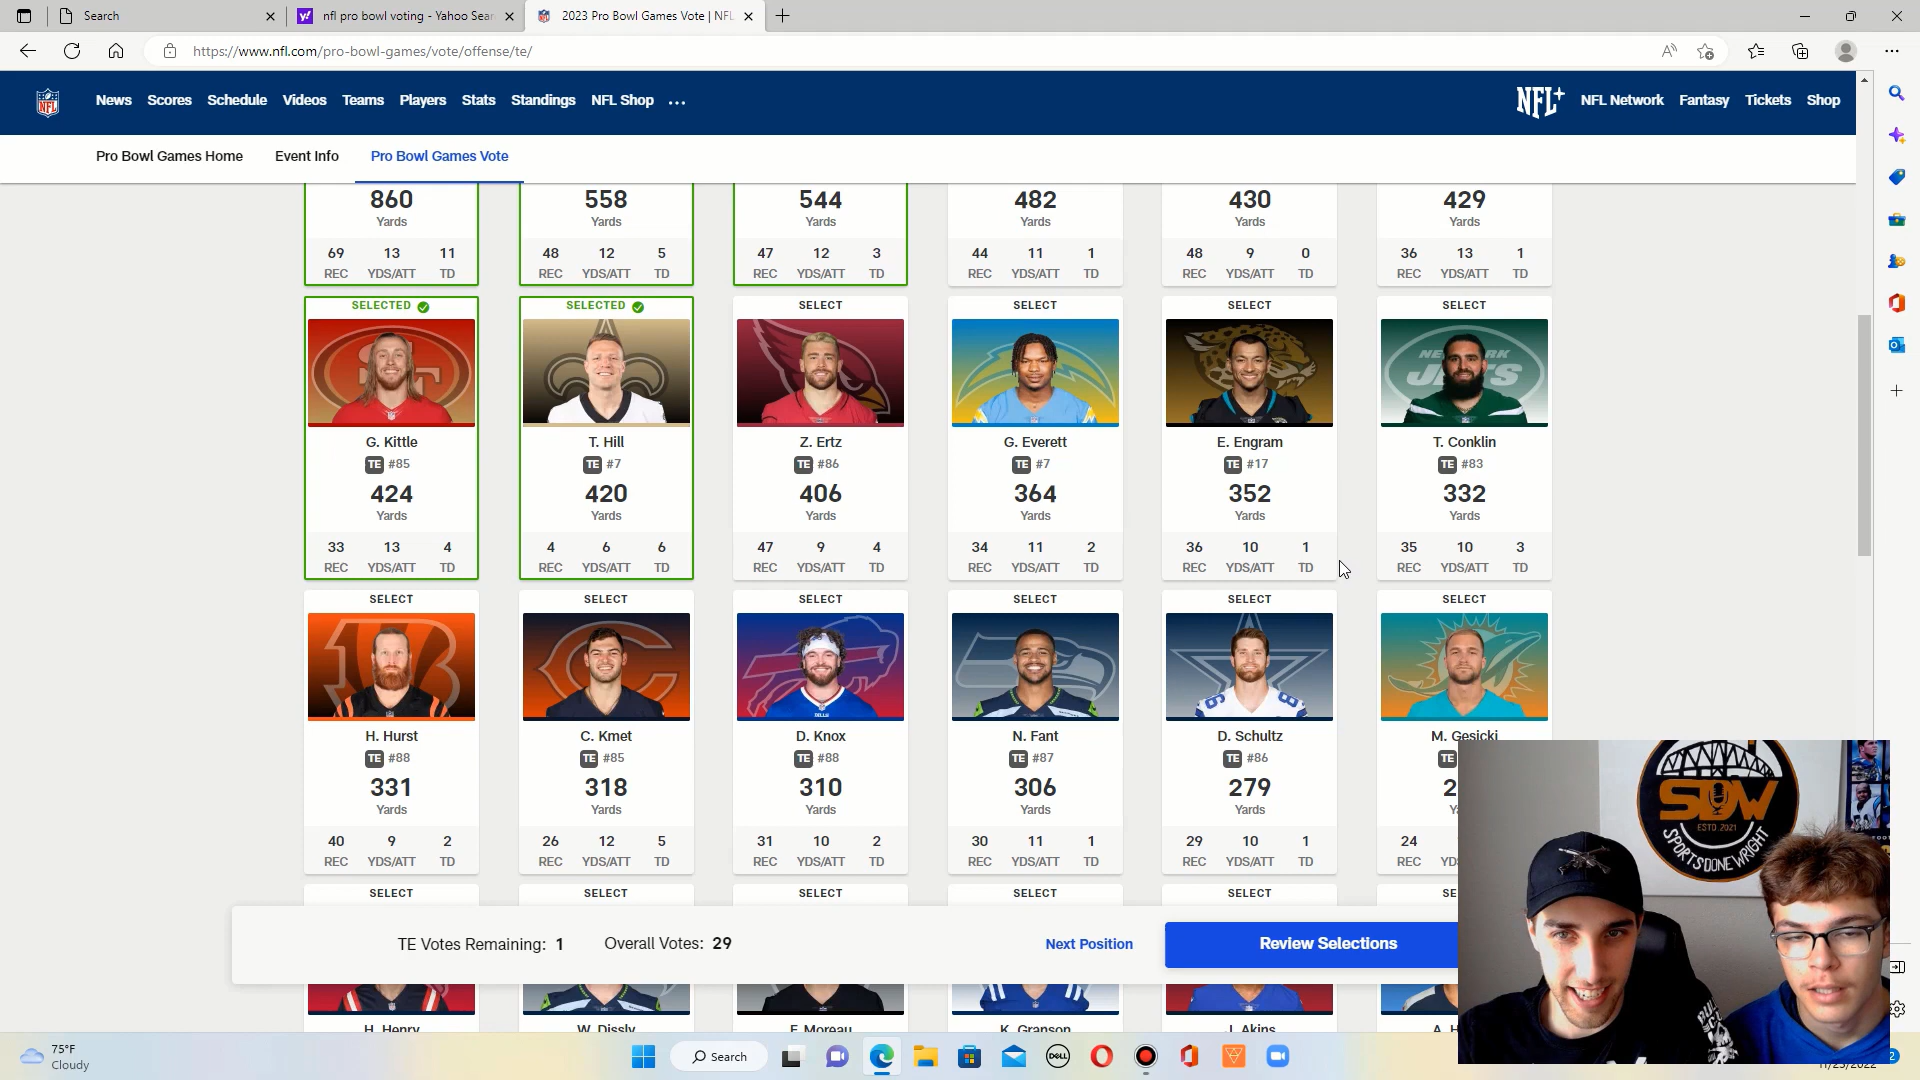 Search
nfl pro bowl voting - Yahoo Sear
2023 Pro Bowl Games Vote | NFL
https://www.nfl.com/pro-bowl-games/vote/offense/te/
NFL
News Scores Schedule Videos Teams Players Stats Standings NFL Shop ...
NFL+ NFL Network Fantasy Tickets Shop
Pro Bowl Games Home Event Info Pro Bowl Games Vote
860 558 544 482 430 429
Yards Yards Yards Yards Yards Yards
69 13 11 48 12 5 47 12 3 44 11 1 48 9 0 36 13 1
REC YDS/ATT TD REC YDS/ATT TD REC YDS/ATT TD REC YDS/ATT TD REC YDS/ATT TD REC YDS/ATT TD
SELECTED SELECTED SELECT SELECT SELECT SELECT
G. Kittle T. Hill Z. Ertz G. Everett E. Engram T. Conklin
TE #85 TE #7 TE #86 TE #7 TE #17 TE #83
424 420 406 364 352 332
Yards Yards Yards Yards Yards Yards
33 13 4 4 6 6 47 9 4 34 11 2 36 10 1 35 10 3
REC YDS/ATT TD REC YDS/ATT TD REC YDS/ATT TD REC YDS/ATT TD REC YDS/ATT TD REC YDS/ATT TD
SELECT SELECT SELECT SELECT SELECT SELECT
H. Hurst C. Kmet D. Knox N. Fant D. Schultz M. Gesicki
TE #88 TE #85 TE #88 TE #87 TE #86 TE
331 318 310 306 279 2
Yards Yards Yards Yards Yards
40 9 2 26 12 5 31 10 2 30 11 1 29 10 1 24
REC YDS/ATT TD REC YDS/ATT TD REC YDS/ATT TD REC YDS/ATT TD REC YDS/ATT TD REC YD
SELECT SELECT SELECT SELECT SELECT SE
TE Votes Remaining: 1 Overall Votes: 29 Next Position Review Selections
H. Henry W. Dissly F. Moreau K. Granson J. Akins A. H
SDW
ESTD 2021
SPORTSDONEWRIGHT
75°F
Cloudy
Search
DELL